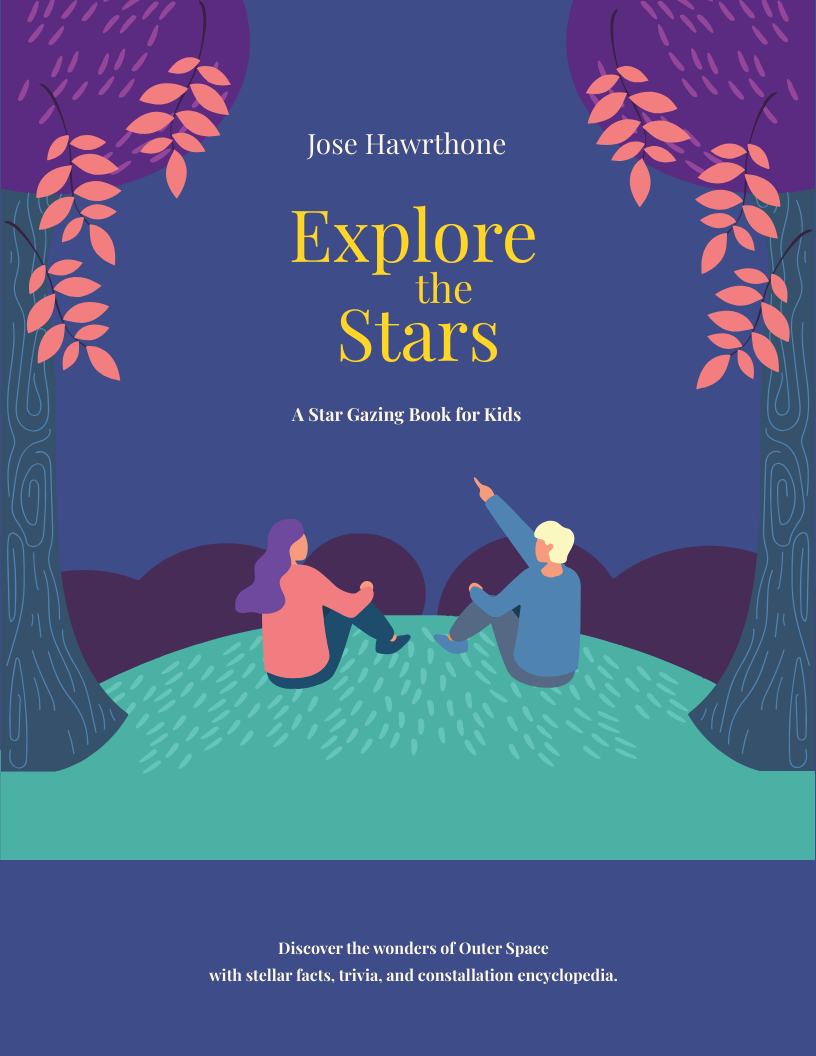 Jose Hawrthone
Explore
the
Stars
A Star Gazing Book for Kids
Discover the wonders of Outer Space
with stellar facts, trivia, and constallation encyclopedia.